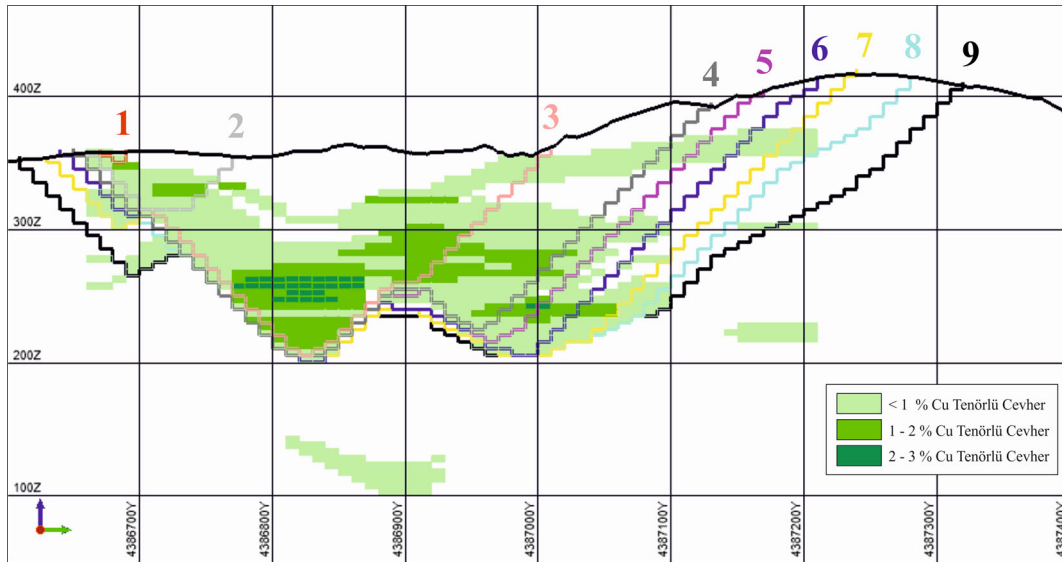 1
2
3
4
5
6
7
8
9
400Z
300Z
200Z
100Z
< 1 % Cu Tenörlü Cevher
1 - 2 % Cu Tenörlü Cevher
2 - 3 % Cu Tenörlü Cevher
4386700Y
4386800Y
4386900Y
4387000Y
4387100Y
4387200Y
4387300Y
4387400Y